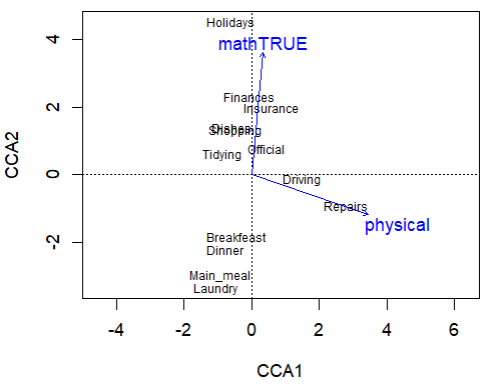 Holidays
mathTRUE
Finances
Insurance
Dishes
Shopping
Official
Tidying
Driving
Repairs
physical
Breakfeast
Dinner
Main_meal
Laundry
CCA2
4
2
0
-2
-4 -2 0 2 4 6
CCA1